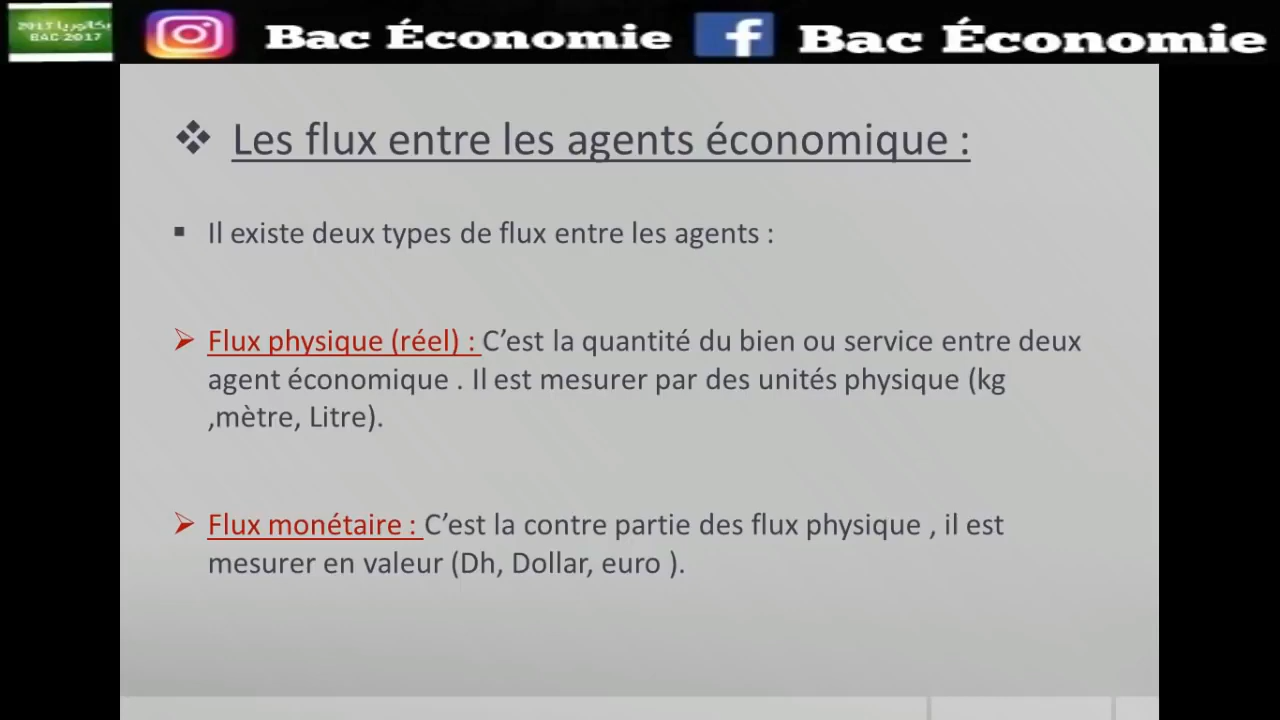 بكالوريا 2017
BAC 2017
Bac Économie
Bac Économie
Les flux entre les agents économique :
Il existe deux types de flux entre les agents :
Flux physique (réel) : C’est la quantité du bien ou service entre deux
agent économique . Il est mesurer par des unités physique (kg
,mètre, Litre).
Flux monétaire : C’est la contre partie des flux physique , il est
mesurer en valeur (Dh, Dollar, euro ).